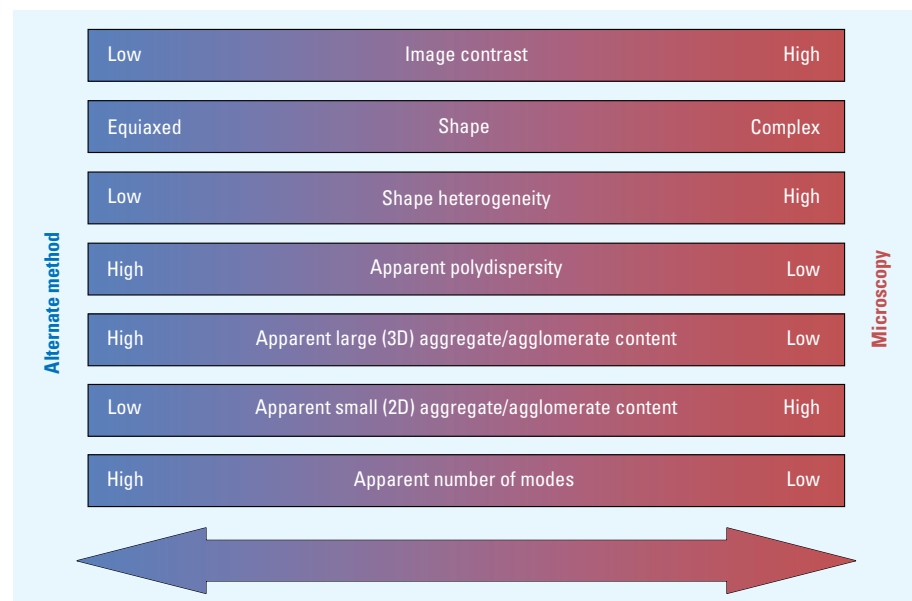 Low Image contrast High
Equiaxed Shape Complex
Low Shape heterogeneity High
High Apparent polydispersity Low
High Apparent large (3D) aggregate/agglomerate content Low
Low Apparent small (2D) aggregate/agglomerate content High
High Apparent number of modes Low
Alternate method
Microscopy